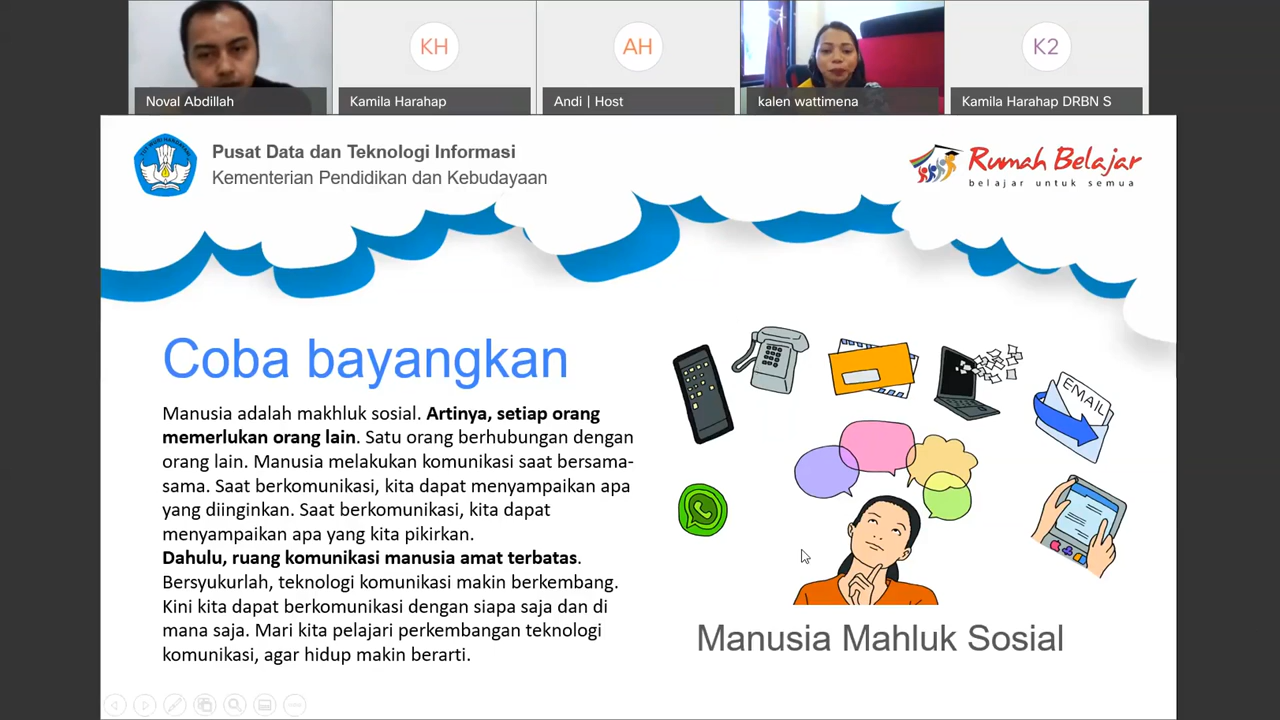 KH
AH
K2
Noval Abdillah
Kamila Harahap
Andi | Host
kalen wattimena
Kamila Harahap DRBN S
Pusat Data dan Teknologi Informasi
Kementerian Pendidikan dan Kebudayaan
Rumah Belajar
belajar untuk semua
Coba bayangkan
Manusia adalah makhluk sosial. Artinya, setiap orang
memerlukan orang lain. Satu orang berhubungan dengan
orang lain. Manusia melakukan komunikasi saat bersama-
sama. Saat berkomunikasi, kita dapat menyampaikan apa
yang diinginkan. Saat berkomunikasi, kita dapat
menyampaikan apa yang kita pikirkan.
Dahulu, ruang komunikasi manusia amat terbatas.
Bersyukurlah, teknologi komunikasi makin berkembang.
Kini kita dapat berkomunikasi dengan siapa saja dan di
mana saja. Mari kita pelajari perkembangan teknologi
komunikasi, agar hidup makin berarti.
EMAIL
Manusia Mahluk Sosial